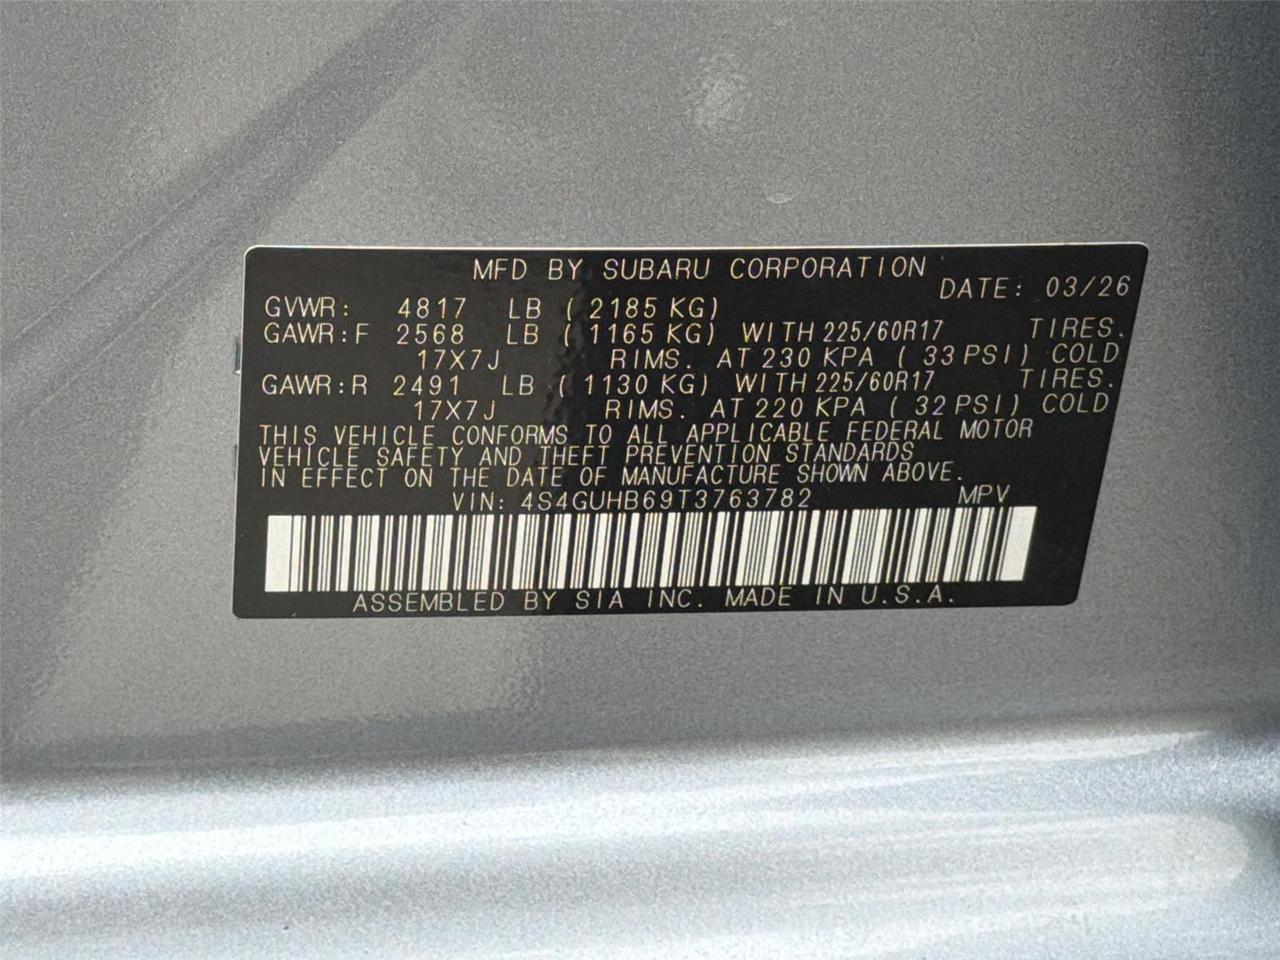 MFD BY SUBARU CORPORATION
DATE: 03/26
GVWR: 4817 LB (2185 KG)
GAWR:F 2568 LB (1165 KG) WITH 225/60R17 TIRES.
17X7J RIMS. AT 230 KPA (33 PSI) COLD
GAWR:R 2491 LB (1130 KG) WITH 225/60R17 TIRES.
17X7J RIMS. AT 220 KPA (32 PSI) COLD
THIS VEHICLE CONFORMS TO ALL APPLICABLE FEDERAL MOTOR
VEHICLE SAFETY AND THEFT PREVENTION STANDARDS
IN EFFECT ON THE DATE OF MANUFACTURE SHOWN ABOVE.
VIN: 4S4GUHB69T3763782 MPV
ASSEMBLED BY SIA INC. MADE IN U.S.A.